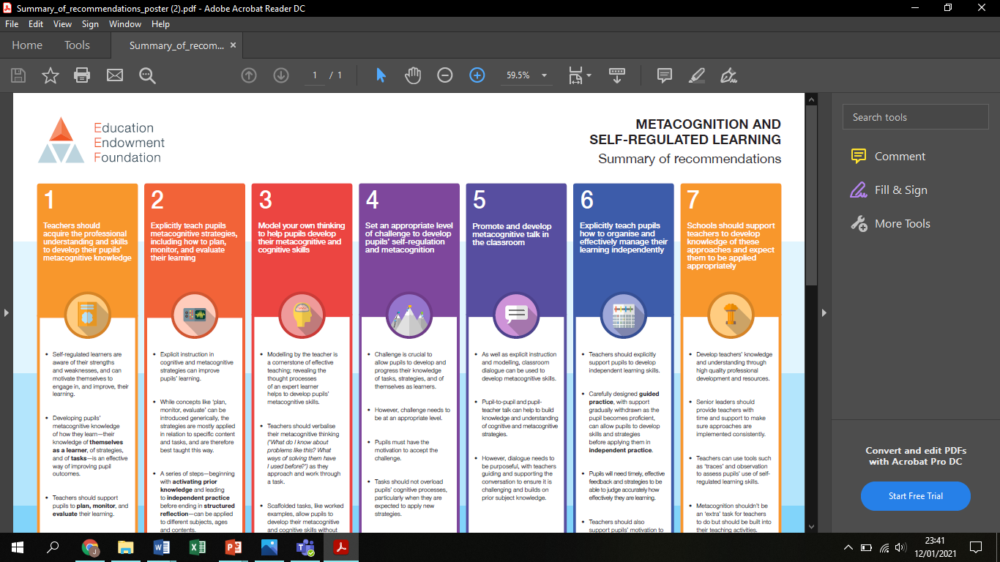 Summary_of_recommendations_poster (2).pdf - Adobe Acrobat Reader DC
File Edit View Sign Window Help
Home Tools Summary_of_recom... ×
1 / 1 59.5%
Education
Endowment
Foundation
METACOGNITION AND
SELF-REGULATED LEARNING
Summary of recommendations
1
Teachers should
acquire the professional
understanding and skills
to develop their pupils'
metacognitive knowledge
• Self-regulated learners are
aware of their strengths
and weaknesses, and can
motivate themselves to
engage in, and improve, their
learning.
• Developing pupils'
metacognitive knowledge
of how they learn—their
knowledge of themselves
as a learner, of strategies,
and of tasks—is an effective
way of improving pupil
outcomes.
• Teachers should support
pupils to plan, monitor, and
evaluate their learning.
2
Explicitly teach pupils
metacognitive strategies,
including how to plan,
monitor, and evaluate
their learning
• Explicit instruction in
cognitive and metacognitive
strategies can improve
pupils' learning.
• While concepts like 'plan,
monitor, evaluate' can be
introduced generically, the
strategies are mostly applied
in relation to specific content
and tasks, and are therefore
best taught this way.
• A series of steps—beginning
with activating prior
knowledge and leading
to independent practice
before ending in structured
reflection—can be applied
to different subjects, ages
and contents.
3
Model your own thinking
to help pupils develop
their metacognitive and
cognitive skills
• Modelling by the teacher is
a cornerstone of effective
teaching; revealing the
thought processes
of an expert learner
helps to develop pupils'
metacognitive skills.
• Teachers should verbalise
their metacognitive thinking
('What do I know about
problems like this? What
ways of solving them have
I used before?') as they
approach and work through
a task.
• Scaffolded tasks, like worked
examples, allow pupils to
develop their metacognitive
and cognitive skills without
4
Set an appropriate level
of challenge to develop
pupils' self-regulation
and metacognition
• Challenge is crucial to
allow pupils to develop and
progress their knowledge
of tasks, strategies, and of
themselves as learners.
• However, challenge needs to
be at an appropriate level.
• Pupils must have the
motivation to accept the
challenge.
• Tasks should not overload
pupils' cognitive processes,
particularly when they are
expected to apply new
strategies.
5
Promote and develop
metacognitive talk in
the classroom
• As well as explicit instruction
and modelling, classroom
dialogue can be used to
develop metacognitive skills.
• Pupil-to-pupil and pupil-
teacher talk can help to build
knowledge and understanding
of cognitive and metacognitive
strategies.
• However, dialogue needs to
be purposeful, with teachers
guiding and supporting the
conversation to ensure it is
challenging and builds on
prior subject knowledge.
6
Explicitly teach pupils
how to organise and
effectively manage their
learning independently
• Teachers should explicitly
support pupils to develop
independent learning skills.
• Carefully designed guided
practice, with support
gradually withdrawn as the
pupil becomes proficient,
can allow pupils to develop
skills and strategies
before applying them in
independent practice.
• Pupils will need timely, effective
feedback and strategies to be
able to judge accurately how
effectively they are learning.
• Teachers should also
support pupils' motivation to
7
Schools should support
teachers to develop
knowledge of these
approaches and expect
them to be applied
appropriately
• Develop teachers' knowledge
and understanding through
high quality professional
development and resources.
• Senior leaders should
provide teachers with
time and support to make
sure approaches are
implemented consistently.
• Teachers can use tools such
as 'traces' and observation
to assess pupils' use of self-
regulated learning skills.
• Metacognition shouldn't be
an 'extra' task for teachers
to do but should be built into
their teaching activities.
Search tools
Comment
Fill & Sign
More Tools
Convert and edit PDFs
with Acrobat Pro DC
Start Free Trial
23:41
12/01/2021